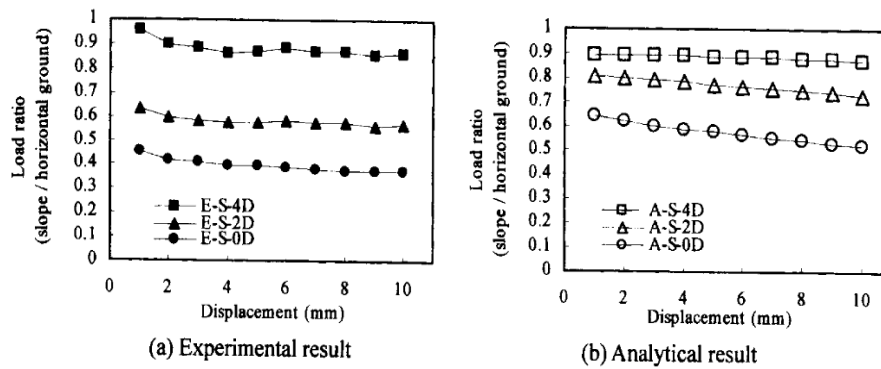 Load ratio
(slope / horizontal ground)
1
0.9
0.8
0.7
0.6
0.5
0.4
0.3
0.2
0.1
0
E-S-4D
E-S-2D
E-S-0D
0 2 4 6 8 10
Displacement (mm)
(a) Experimental result
Load ratio
(slope / horizontal ground)
1
0.9
0.8
0.7
0.6
0.5
0.4
0.3
0.2
0.1
0
A-S-4D
A-S-2D
A-S-0D
0 2 4 6 8 10
Displacement (mm)
(b) Analytical result